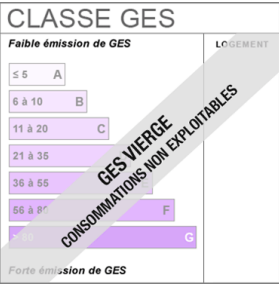 CLASSE GES
Faible émission de GES
LOGEMENT
≤ 5 A
6 à 10 B
11 à 20 C
21 à 35
36 à 55 E
56 à 80 F
> 80 G
GES VIERGE
CONSOMMATIONS NON EXPLOITABLES
Forte émission de GES